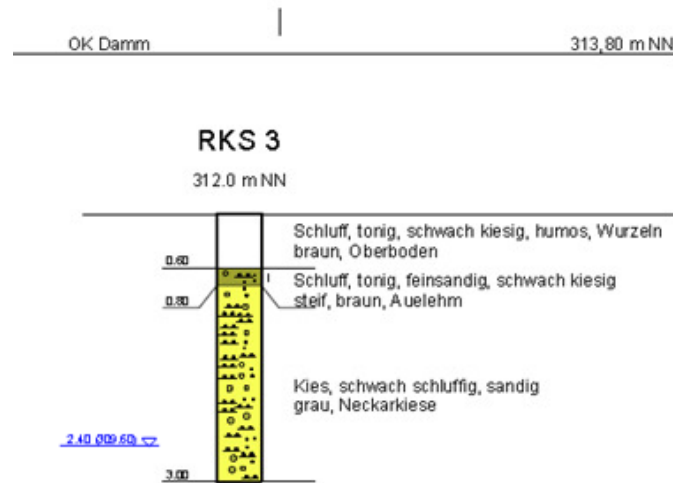 OK Damm 313,80 m NN
RKS 3
312.0 m NN
Schluff, tonig, schwach kiesig, humos, Wurzeln
braun, Oberboden
0.60
Schluff, tonig, feinsandig, schwach kiesig
steif, braun, Auelehm
0.80
Kies, schwach schluffig, sandig
grau, Neckarkiese
2.40 (309.60)
3.00